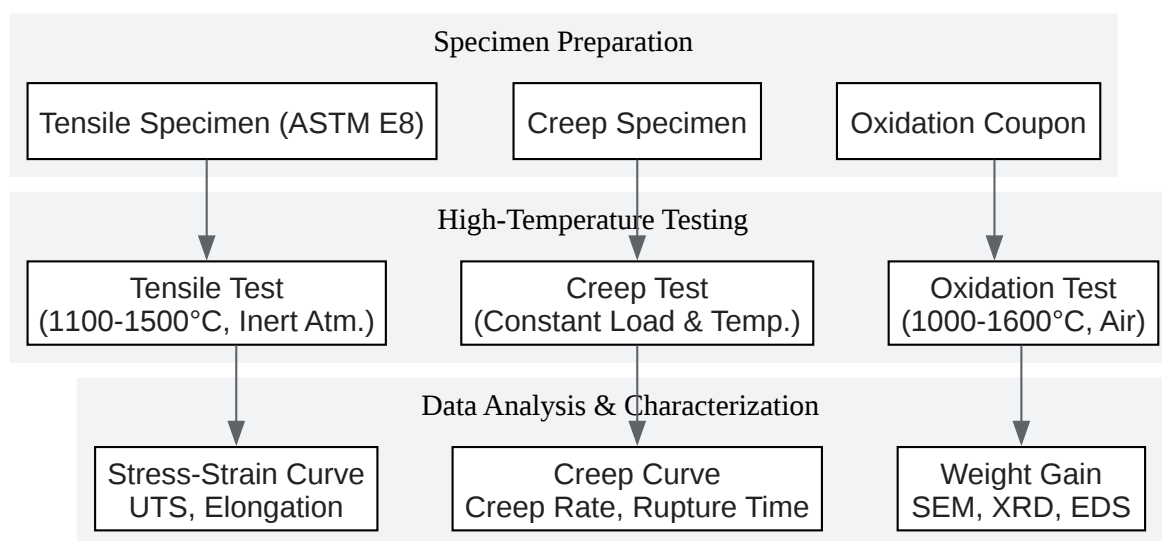 Specimen Preparation
Tensile Specimen (ASTM E8)
Creep Specimen
Oxidation Coupon
High-Temperature Testing
Tensile Test
(1100-1500°C, Inert Atm.)
Creep Test
(Constant Load & Temp.)
Oxidation Test
(1000-1600°C, Air)
Data Analysis & Characterization
Stress-Strain Curve
UTS, Elongation
Creep Curve
Creep Rate, Rupture Time
Weight Gain
SEM, XRD, EDS